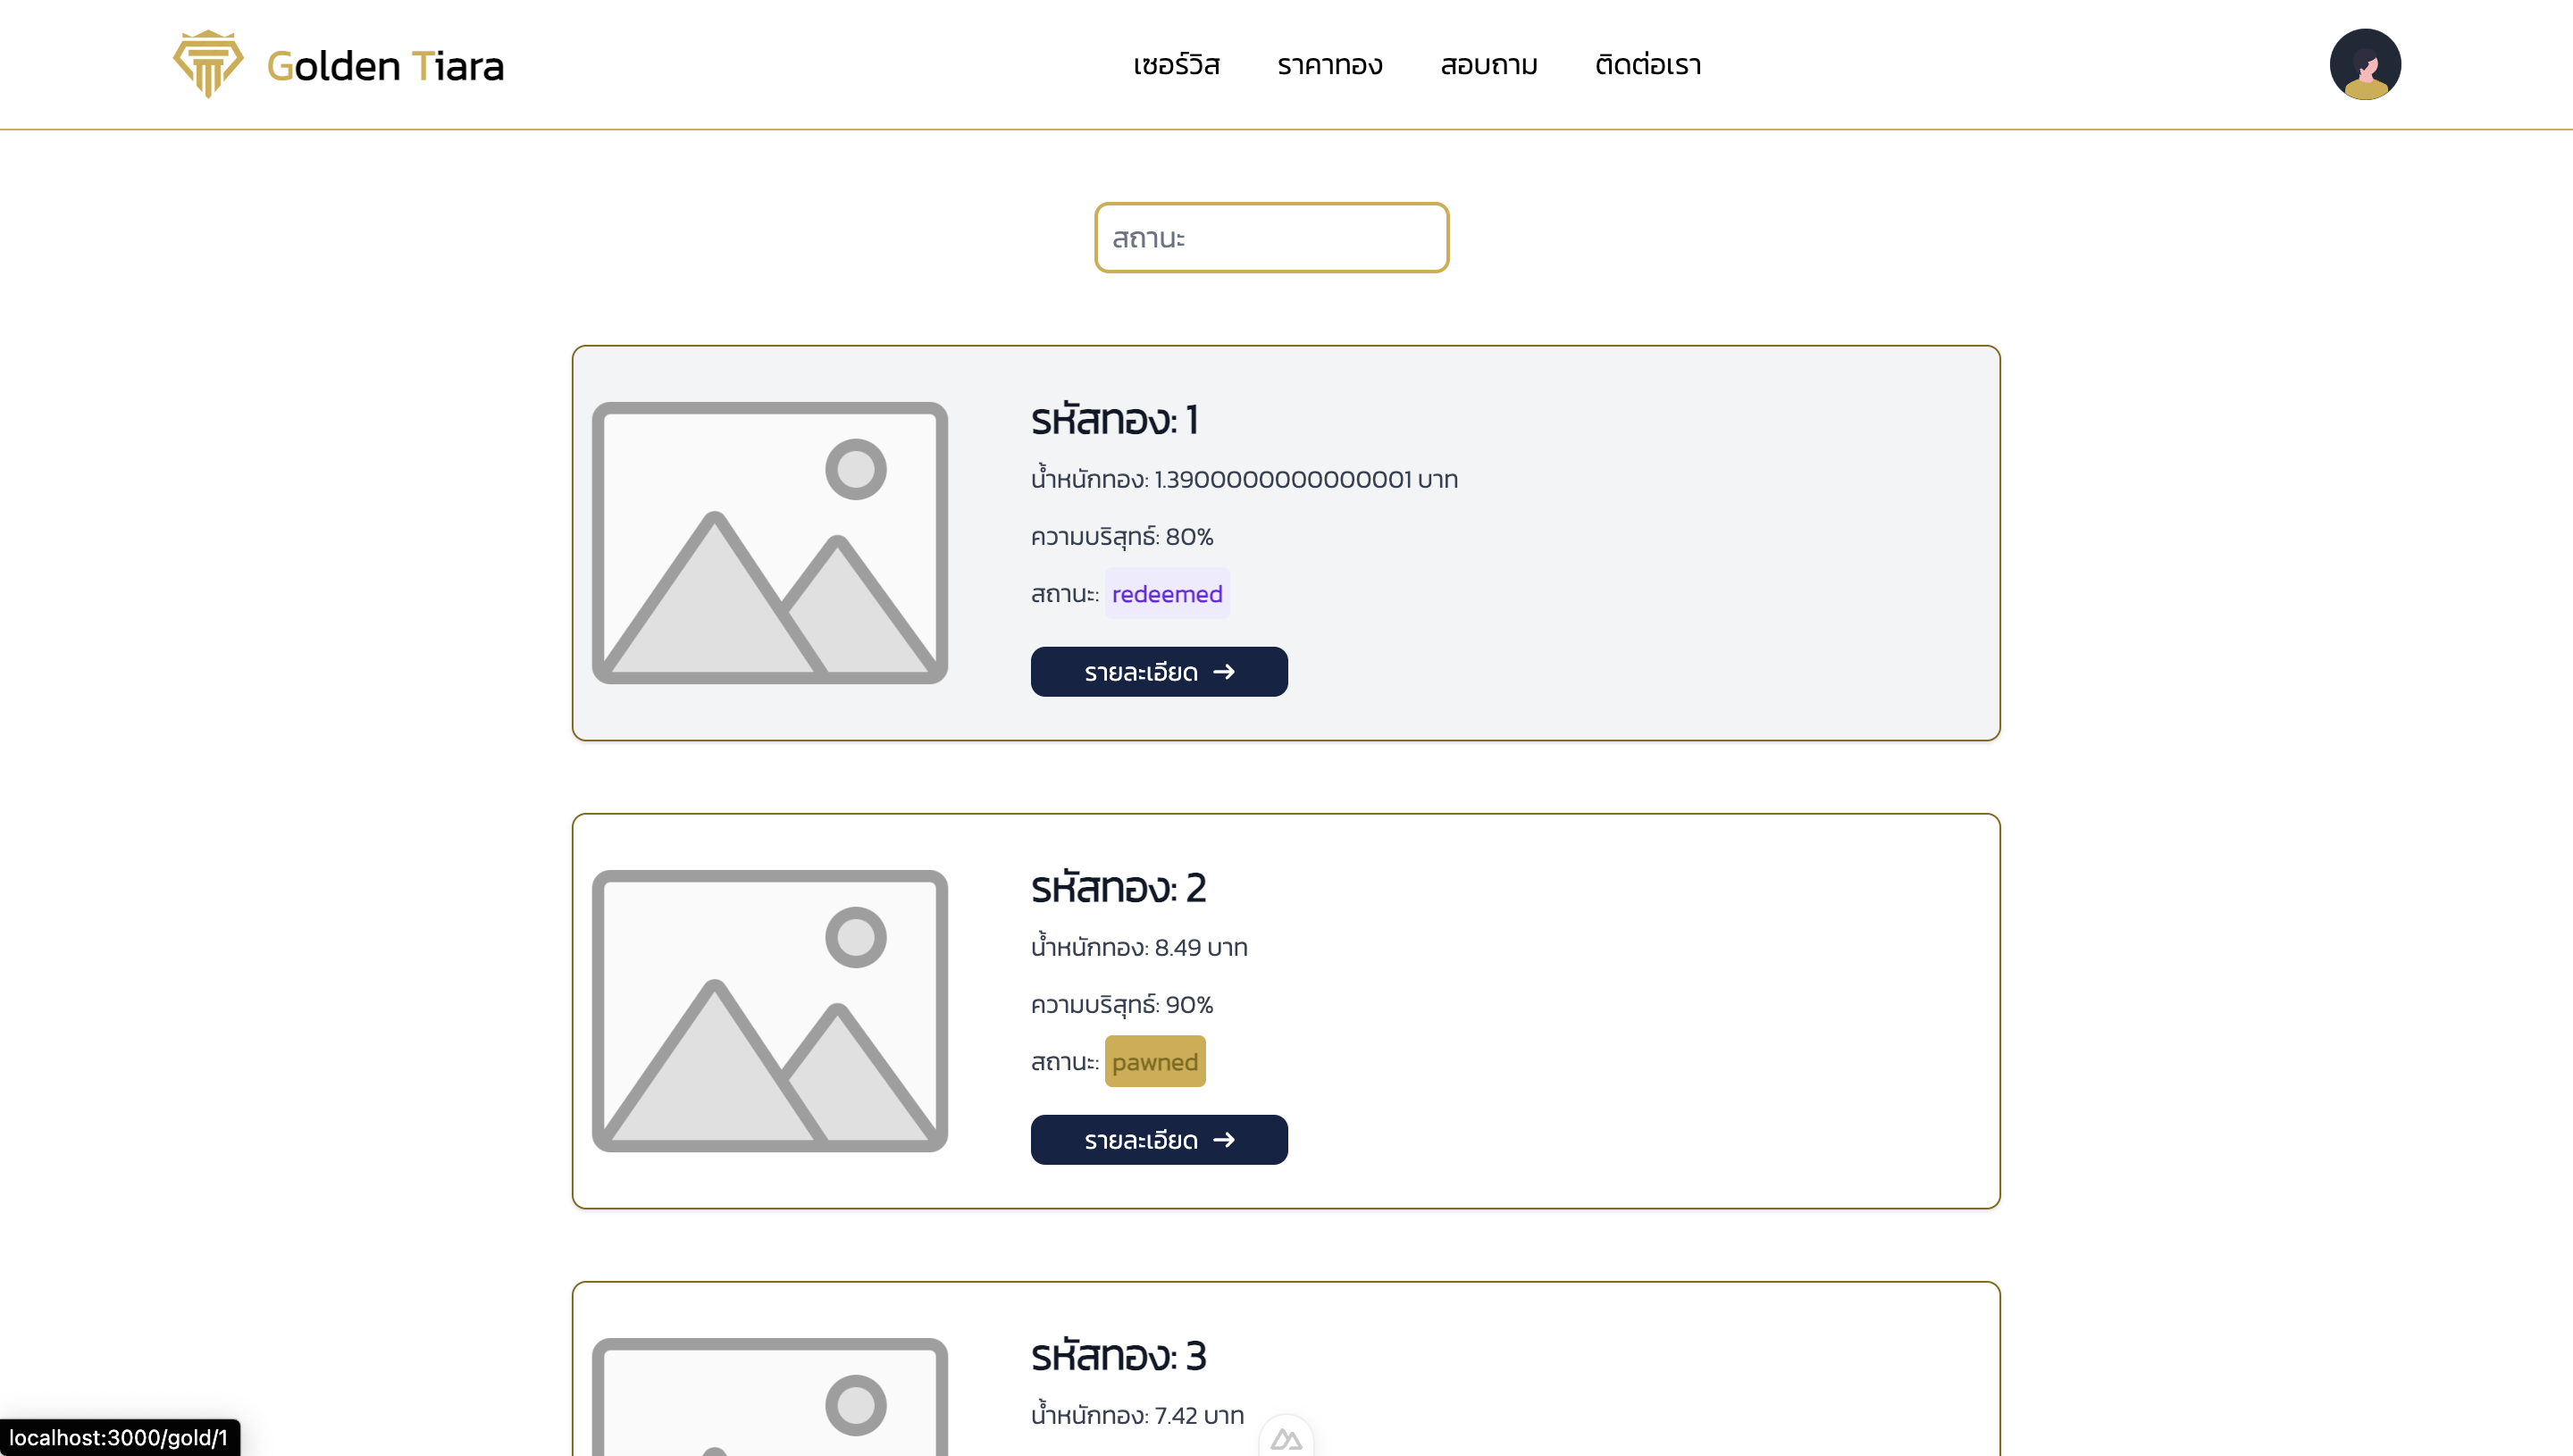 Golden Tiara
เซอร์วิส ราคาทอง สอบถาม ติดต่อเรา
สถานะ
รหัสทอง: 1
น้ำหนักทอง: 1.3900000000000001 บาท
ความบริสุทธ์: 80%
สถานะ: redeemed
รายละเอียด →
รหัสทอง: 2
น้ำหนักทอง: 8.49 บาท
ความบริสุทธ์: 90%
สถานะ: pawned
รายละเอียด →
รหัสทอง: 3
น้ำหนักทอง: 7.42 บาท
localhost:3000/gold/1